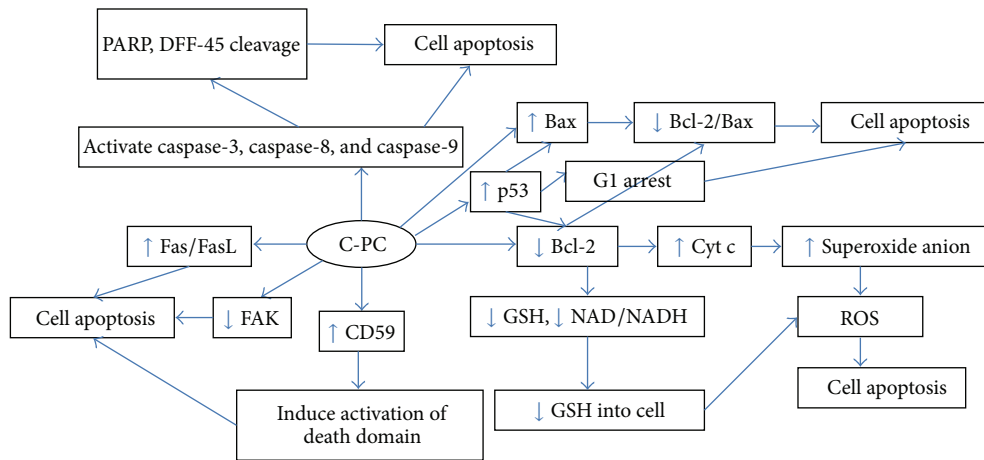 PARP, DFF-45 cleavage
Cell apoptosis
Activate caspase-3, caspase-8, and caspase-9
↑ Bax
↓ Bcl-2/Bax
Cell apoptosis
↑ p53
G1 arrest
↑ Fas/FasL
C-PC
↓ Bcl-2
↑ Cyt c
↑ Superoxide anion
Cell apoptosis
↓ FAK
↑ CD59
↓ GSH, ↓ NAD/NADH
ROS
Cell apoptosis
Induce activation of
death domain
↓ GSH into cell